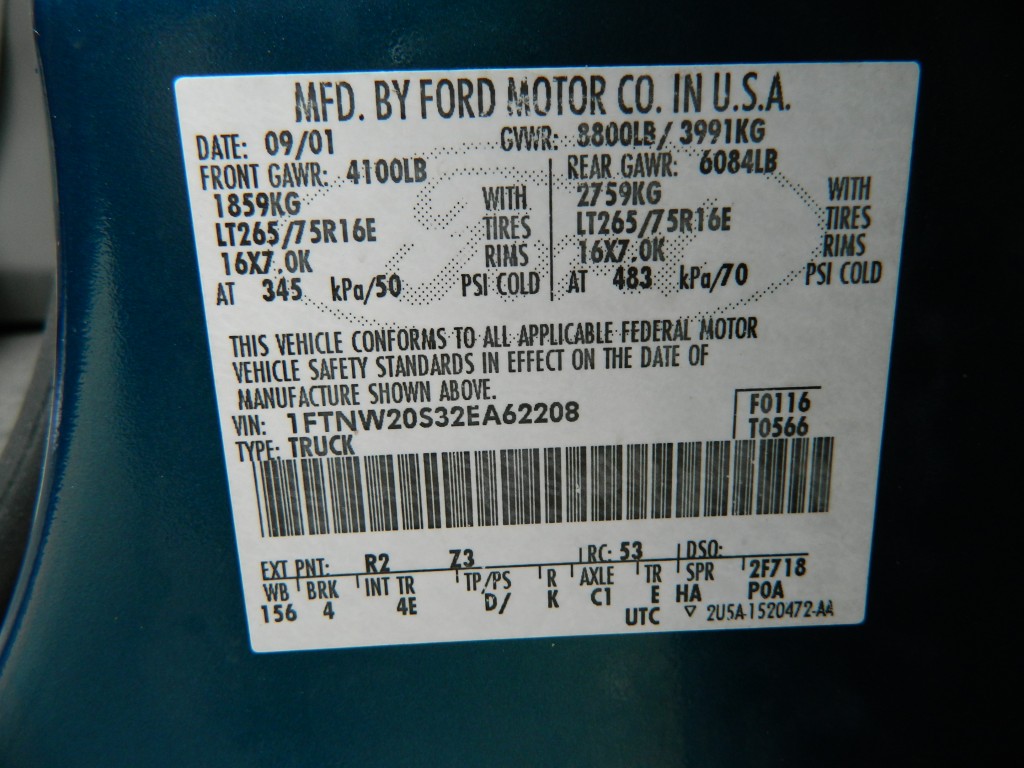 MFD. BY FORD MOTOR CO. IN U.S.A.
DATE: 09/01 GVWR: 8800LB/ 3991KG
FRONT GAWR: 4100LB REAR GAWR: 6084LB
1859KG WITH 2759KG WITH
LT265/75R16E TIRES LT265/75R16E TIRES
16X7.0K RIMS 16X7.0K RIMS
AT 345 kPa/50 PSI COLD AT 483 kPa/70 PSI COLD
THIS VEHICLE CONFORMS TO ALL APPLICABLE FEDERAL MOTOR
VEHICLE SAFETY STANDARDS IN EFFECT ON THE DATE OF
MANUFACTURE SHOWN ABOVE.
VIN: 1FTNW20S32EA62208 F0116
TYPE: TRUCK T0566
EXT PNT: R2 Z3 RC: 53 DSO:
WB BRK INT TR TP/PS R AXLE TR SPR 2F718
156 4 4E D/ K C1 E HA P0A
UTC ▽ 2U5A-1520472-AA